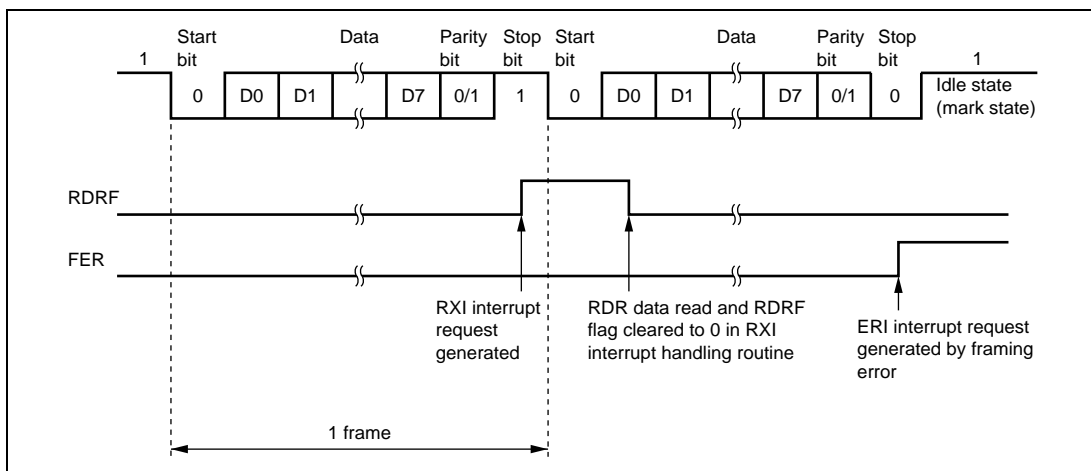 Start bit
Data
Parity bit
Stop bit
Start bit
Data
Parity bit
Stop bit
1
1
0
D0
D1
D7
0/1
1
0
D0
D1
D7
0/1
0
Idle state
(mark state)
RDRF
FER
RXI interrupt
request
generated
RDR data read and RDRF
flag cleared to 0 in RXI
interrupt handling routine
ERI interrupt request
generated by framing
error
1 frame